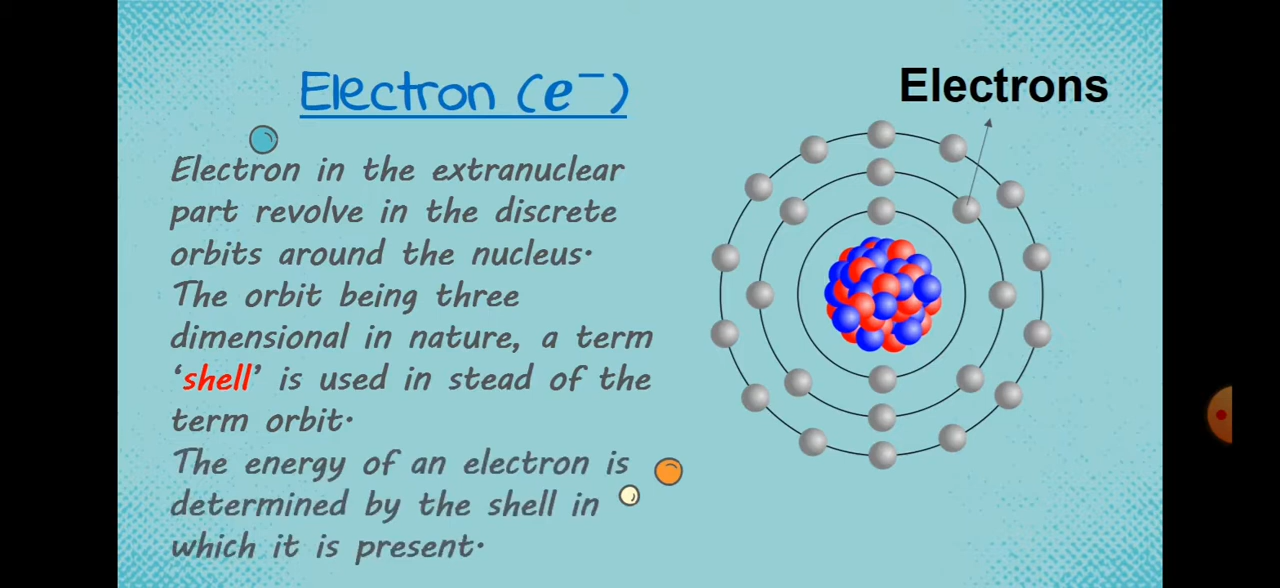 Electron (e⁻)
Electrons
Electron in the extranuclear
part revolve in the discrete
orbits around the nucleus.
The orbit being three
dimensional in nature, a term
‘shell’ is used in stead of the
term orbit.
The energy of an electron is
determined by the shell in
which it is present.